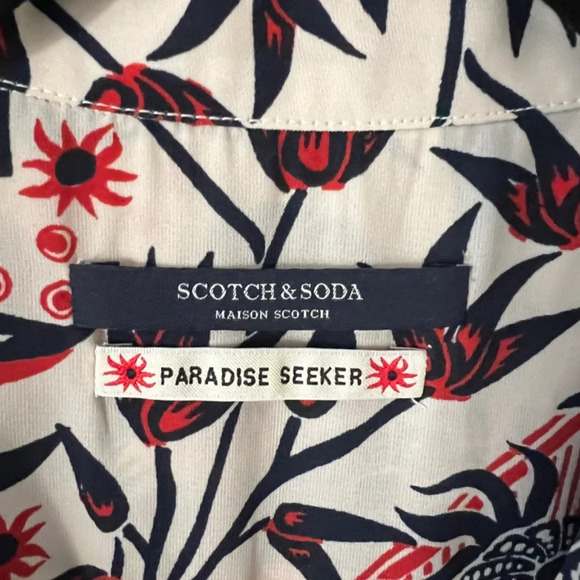 SCOTCH & SODA
MAISON SCOTCH
PARADISE SEEKER